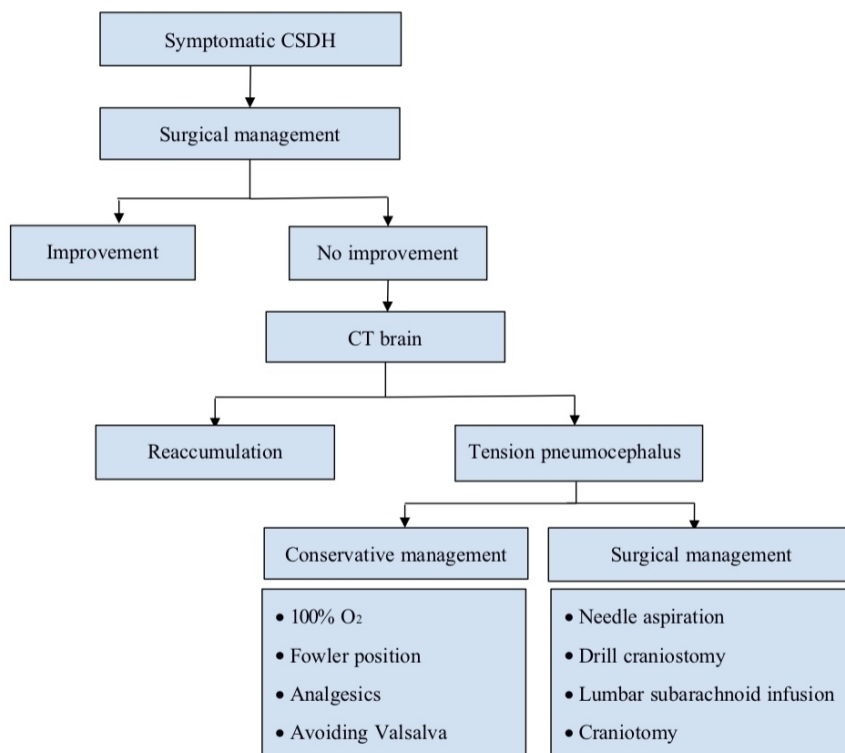 Symptomatic CSDH
Surgical management
Improvement
No improvement
CT brain
Reaccumulation
Tension pneumocephalus
Conservative management
Surgical management
• 100% O₂
• Fowler position
• Analgesics
• Avoiding Valsalva
• Needle aspiration
• Drill craniostomy
• Lumbar subarachnoid infusion
• Craniotomy